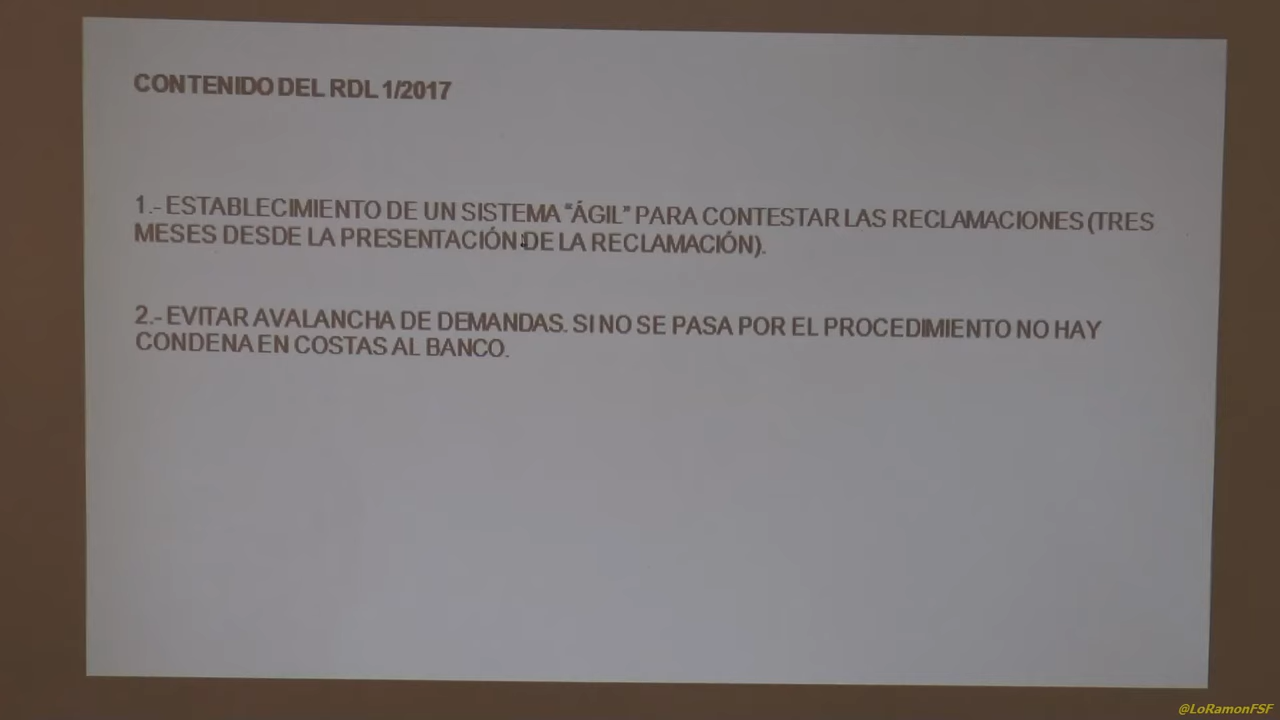 CONTENIDO DEL RDL 1/2017
1.- ESTABLECIMIENTO DE UN SISTEMA “ÁGIL” PARA CONTESTAR LAS RECLAMACIONES (TRES
MESES DESDE LA PRESENTACIÓN DE LA RECLAMACIÓN).
2.- EVITAR AVALANCHA DE DEMANDAS. SI NO SE PASA POR EL PROCEDIMIENTO NO HAY
CONDENA EN COSTAS AL BANCO.
@LoRamonFSF